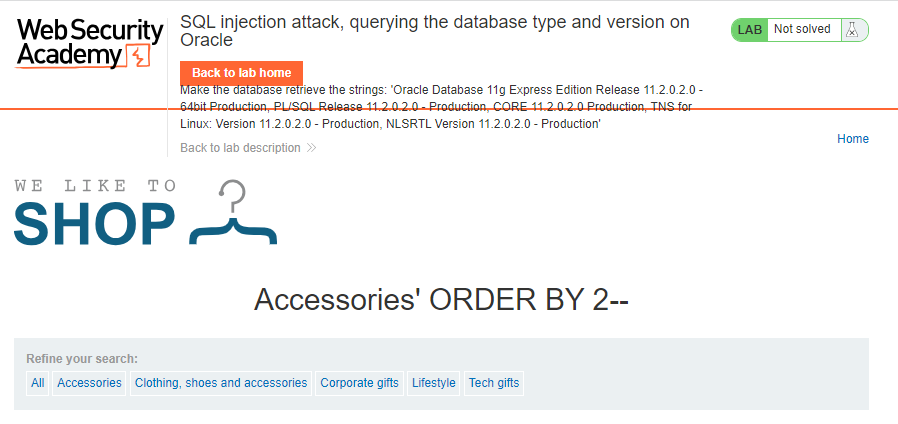 Web Security
Academy
SQL injection attack, querying the database type and version on
Oracle
LAB Not solved
Back to lab home
Make the database retrieve the strings: 'Oracle Database 11g Express Edition Release 11.2.0.2.0 -
64bit Production, PL/SQL Release 11.2.0.2.0 - Production, CORE 11.2.0.2.0 Production, TNS for
Linux: Version 11.2.0.2.0 - Production, NLSRTL Version 11.2.0.2.0 - Production'
Back to lab description
Home
WE LIKE TO
SHOP
Accessories' ORDER BY 2--
Refine your search:
All Accessories Clothing, shoes and accessories Corporate gifts Lifestyle Tech gifts